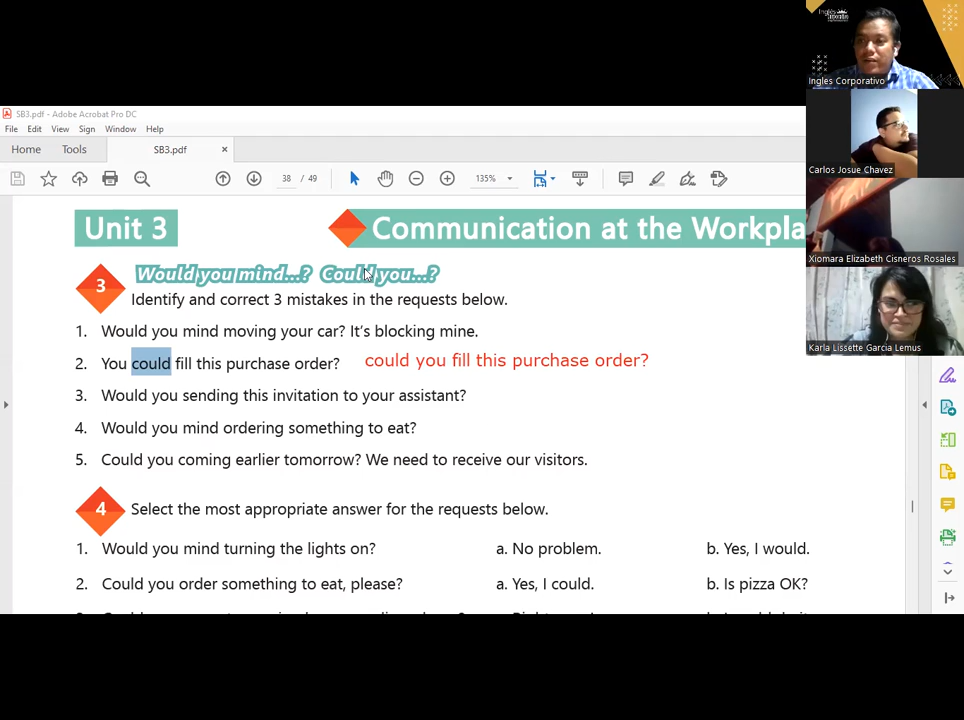 Inglés
Corporativo
Ingles Corporativo
SB3.pdf - Adobe Acrobat Pro DC
File Edit View Sign Window Help
Home Tools SB3.pdf ×
38 / 49 135%
Carlos Josue Chavez
Unit 3 Communication at the Workpla
Xiomara Elizabeth Cisneros Rosales
3 Would you mind...? Could you...?
Identify and correct 3 mistakes in the requests below.
1. Would you mind moving your car? It's blocking mine.
Karla Lissette Garcia Lemus
2. You could fill this purchase order? could you fill this purchase order?
3. Would you sending this invitation to your assistant?
4. Would you mind ordering something to eat?
5. Could you coming earlier tomorrow? We need to receive our visitors.
4 Select the most appropriate answer for the requests below.
1. Would you mind turning the lights on? a. No problem. b. Yes, I would.
2. Could you order something to eat, please? a. Yes, I could. b. Is pizza OK?